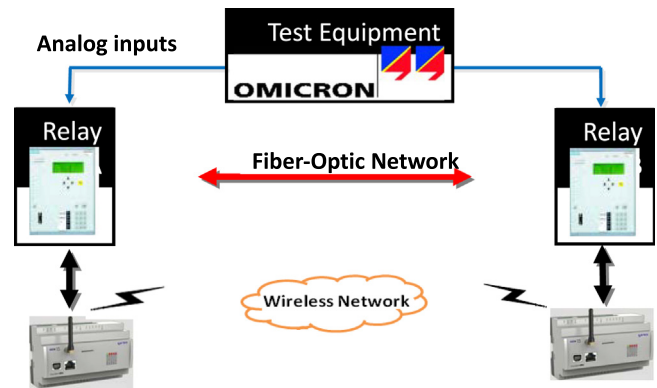 Test Equipment
Analog inputs
OMICRON
Relay
Relay
Fiber-Optic Network
Wireless Network